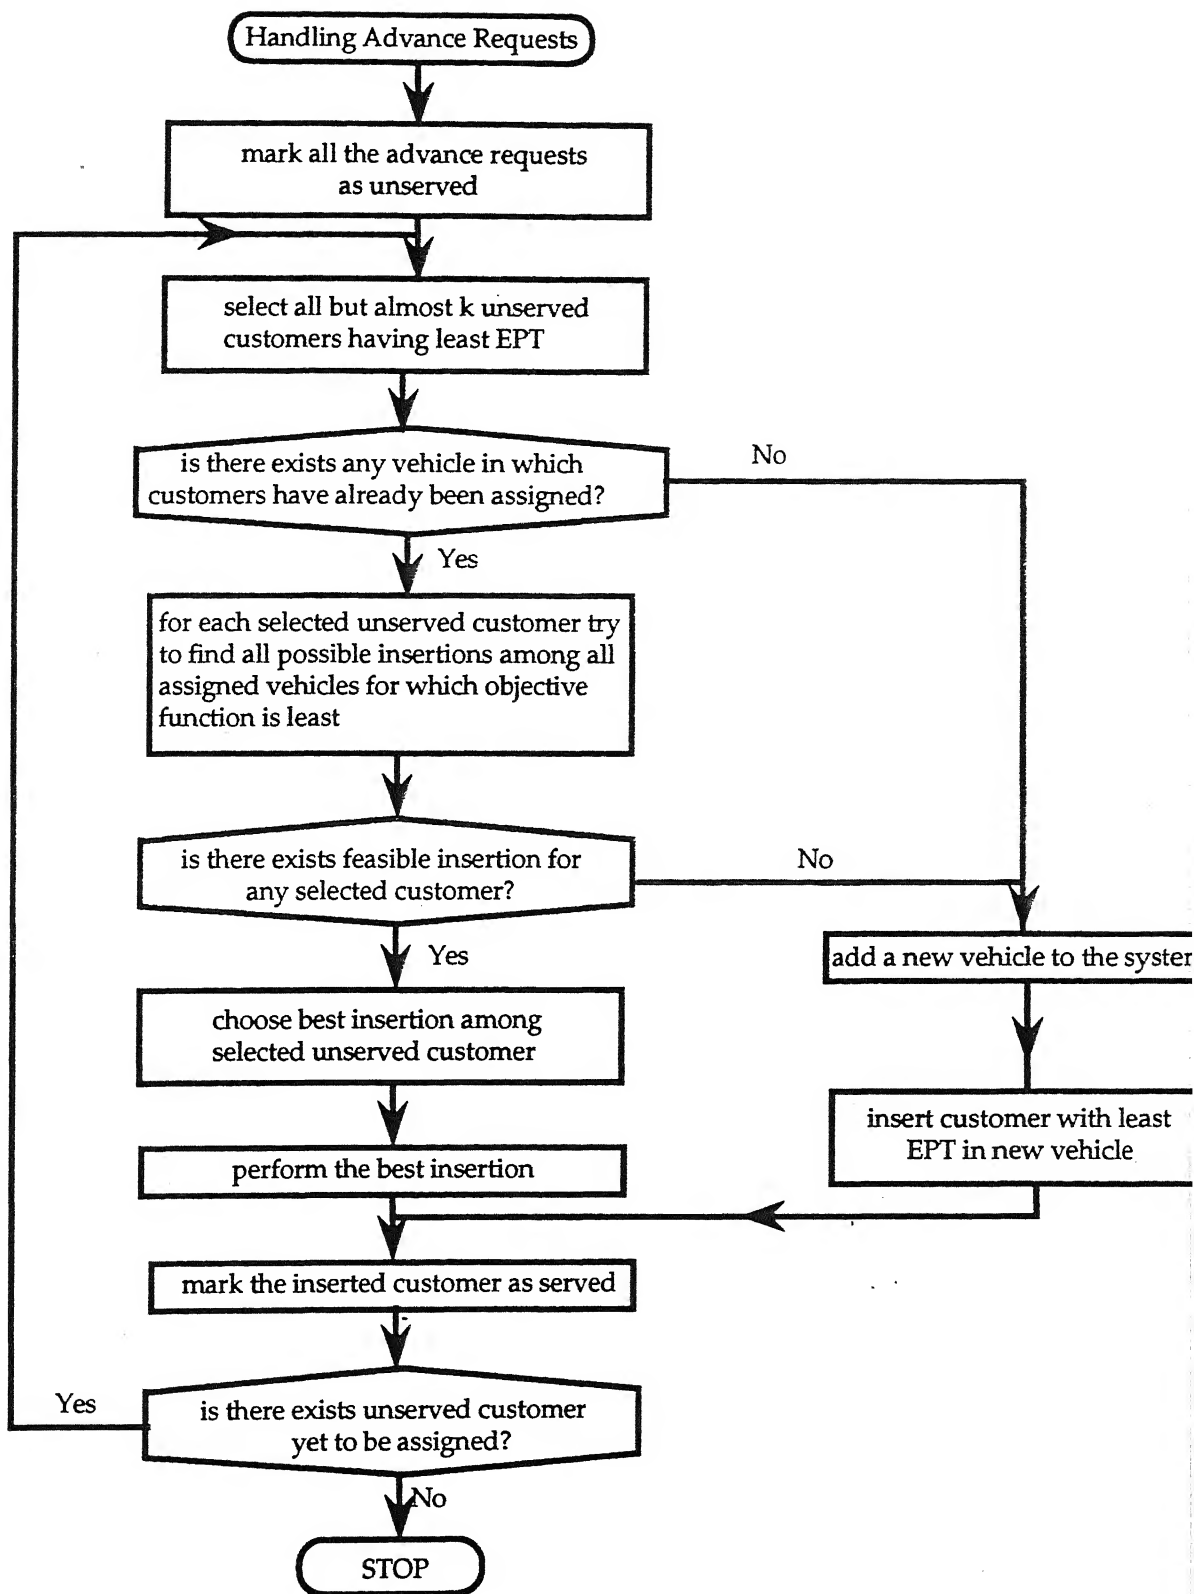 Handling Advance Requests
mark all the advance requests
as unserved
select all but almost k unserved
customers having least EPT
is there exists any vehicle in which
customers have already been assigned?
No
Yes
for each selected unserved customer try
to find all possible insertions among all
assigned vehicles for which objective
function is least
is there exists feasible insertion for
any selected customer?
No
Yes
add a new vehicle to the syster
choose best insertion among
selected unserved customer
insert customer with least
EPT in new vehicle
perform the best insertion
mark the inserted customer as served
Yes
is there exists unserved customer
yet to be assigned?
No
STOP